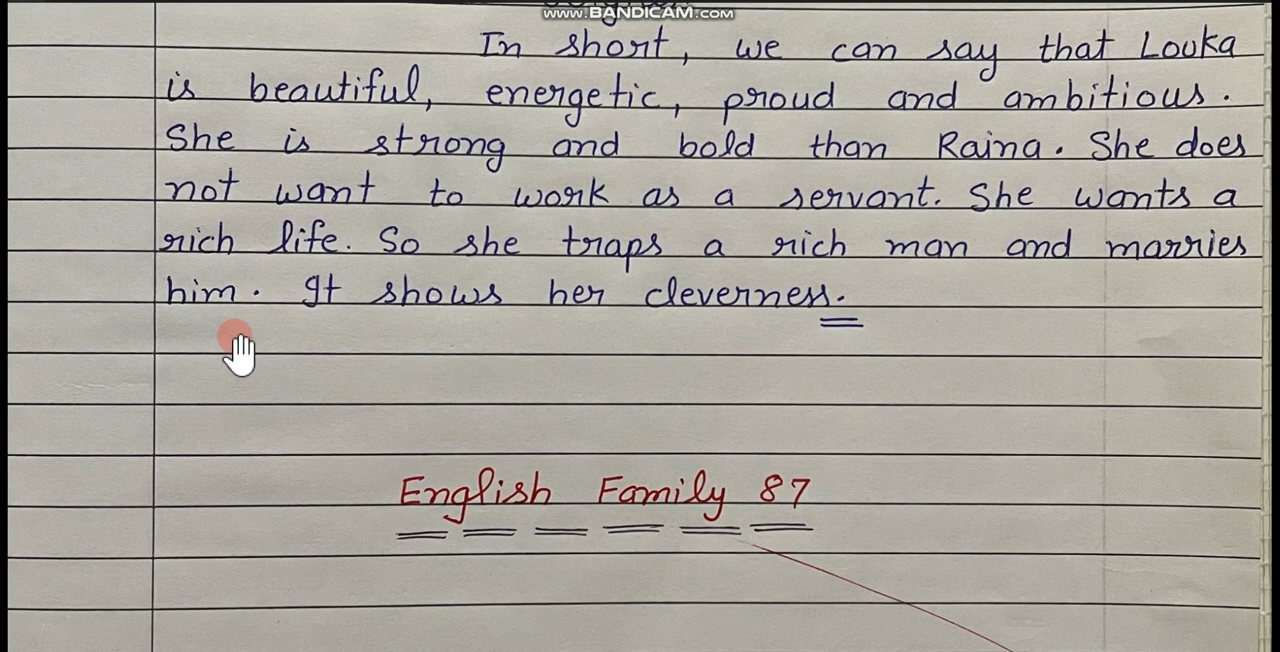 WWW.BANDICAM.COM
In short, we can say that Louka
is beautiful, energetic, proud and ambitious.
She is strong and bold than Raina. She does
not want to work as a servant. She wants a
rich life. So she traps a rich man and marries
him. It shows her cleverness.
English Family 87